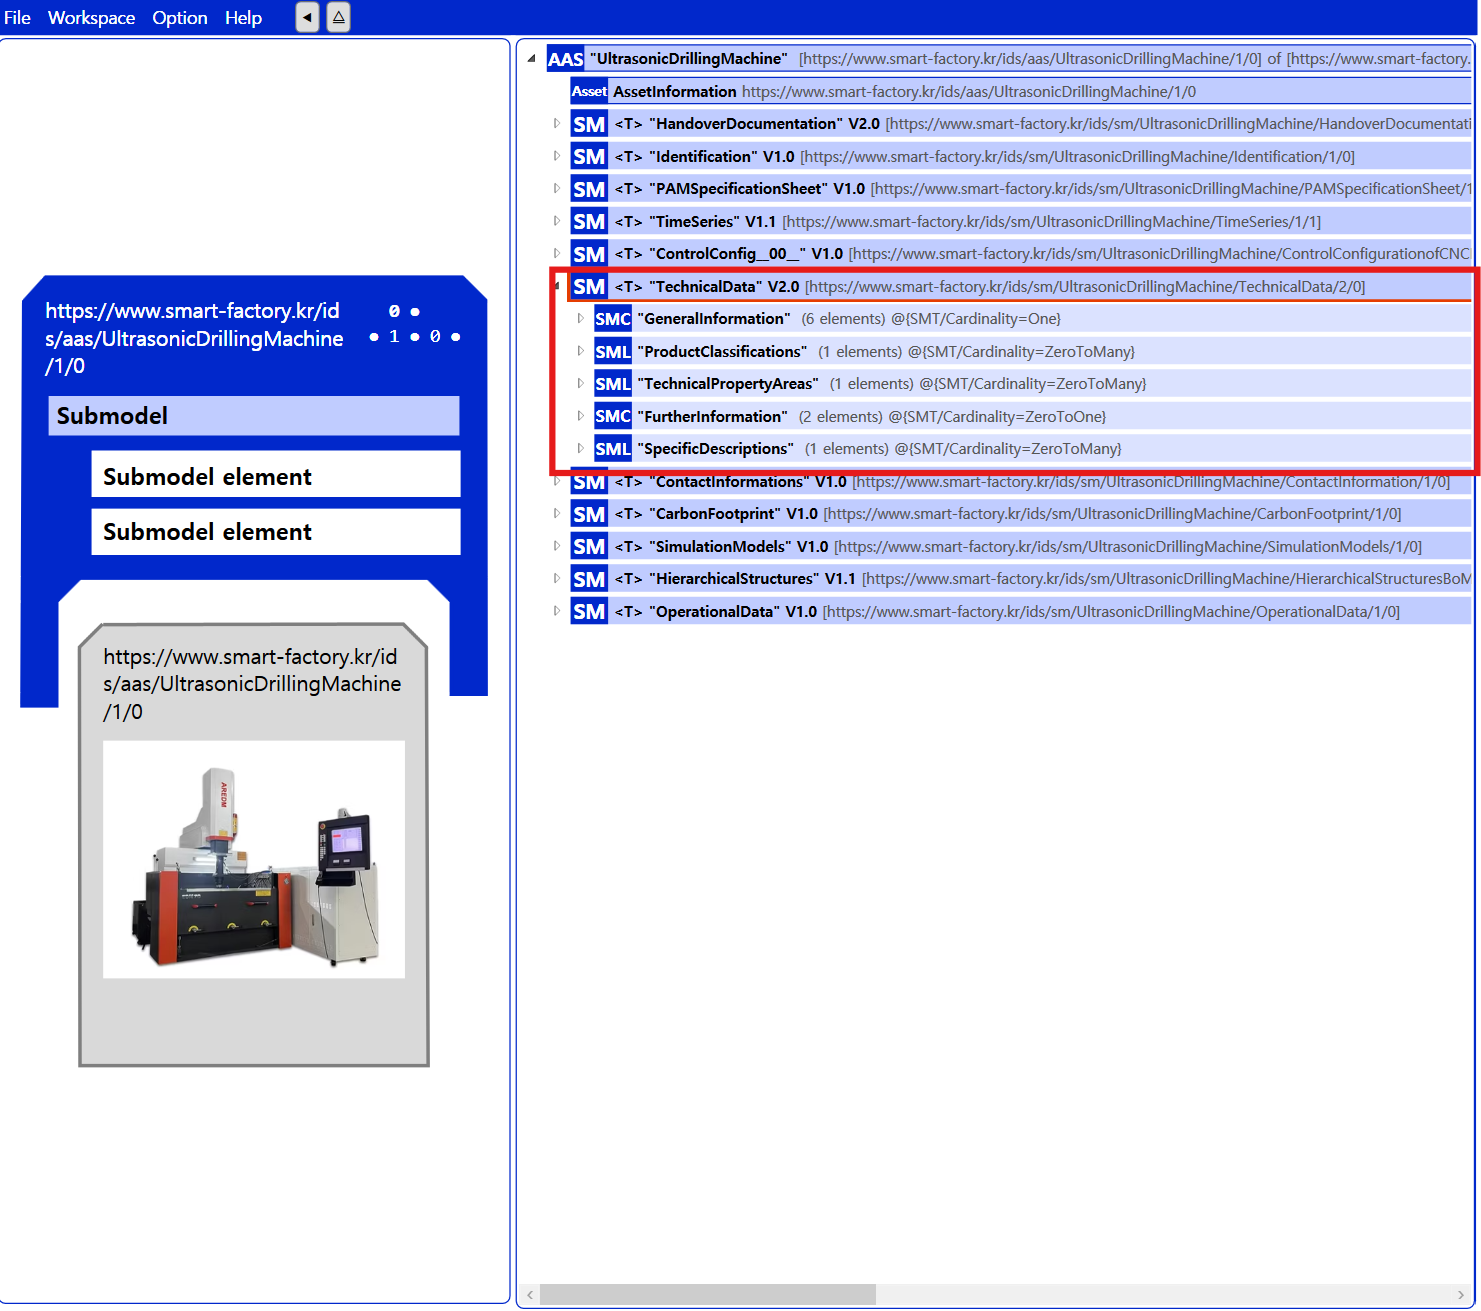 File Workspace Option Help
https://www.smart-factory.kr/id
s/aas/UltrasonicDrillingMachine
/1/0
0
1 0
Submodel
Submodel element
Submodel element
https://www.smart-factory.kr/id
s/aas/UltrasonicDrillingMachine
/1/0
AREDM
AAS "UltrasonicDrillingMachine" [https://www.smart-factory.kr/ids/aas/UltrasonicDrillingMachine/1/0] of [https://www.smart-factory.
Asset AssetInformation https://www.smart-factory.kr/ids/aas/UltrasonicDrillingMachine/1/0
SM <T> "HandoverDocumentation" V2.0 [https://www.smart-factory.kr/ids/sm/UltrasonicDrillingMachine/HandoverDocumentati
SM <T> "Identification" V1.0 [https://www.smart-factory.kr/ids/sm/UltrasonicDrillingMachine/Identification/1/0]
SM <T> "PAMSpecificationSheet" V1.0 [https://www.smart-factory.kr/ids/sm/UltrasonicDrillingMachine/PAMSpecificationSheet/1
SM <T> "TimeSeries" V1.1 [https://www.smart-factory.kr/ids/sm/UltrasonicDrillingMachine/TimeSeries/1/1]
SM <T> "ControlConfig__00__" V1.0 [https://www.smart-factory.kr/ids/sm/UltrasonicDrillingMachine/ControlConfigurationofCNC
SM <T> "TechnicalData" V2.0 [https://www.smart-factory.kr/ids/sm/UltrasonicDrillingMachine/TechnicalData/2/0]
SMC "GeneralInformation" (6 elements) @{SMT/Cardinality=One}
SML "ProductClassifications" (1 elements) @{SMT/Cardinality=ZeroToMany}
SML "TechnicalPropertyAreas" (1 elements) @{SMT/Cardinality=ZeroToMany}
SMC "FurtherInformation" (2 elements) @{SMT/Cardinality=ZeroToOne}
SML "SpecificDescriptions" (1 elements) @{SMT/Cardinality=ZeroToMany}
SM <T> "ContactInformations" V1.0 [https://www.smart-factory.kr/ids/sm/UltrasonicDrillingMachine/ContactInformation/1/0]
SM <T> "CarbonFootprint" V1.0 [https://www.smart-factory.kr/ids/sm/UltrasonicDrillingMachine/CarbonFootprint/1/0]
SM <T> "SimulationModels" V1.0 [https://www.smart-factory.kr/ids/sm/UltrasonicDrillingMachine/SimulationModels/1/0]
SM <T> "HierarchicalStructures" V1.1 [https://www.smart-factory.kr/ids/sm/UltrasonicDrillingMachine/HierarchicalStructuresBoM
SM <T> "OperationalData" V1.0 [https://www.smart-factory.kr/ids/sm/UltrasonicDrillingMachine/OperationalData/1/0]